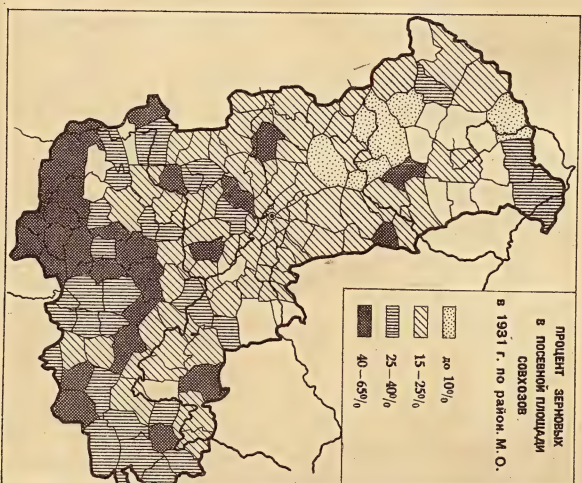 ПРОЦЕНТ ЗЕРНОВЫХ
В ПОСЕВНОЙ ПЛОЩАДИ
СОВХОЗОВ
в 1931 г. по район. М. О.
до 10%
15–25%
25–40%
40–65%